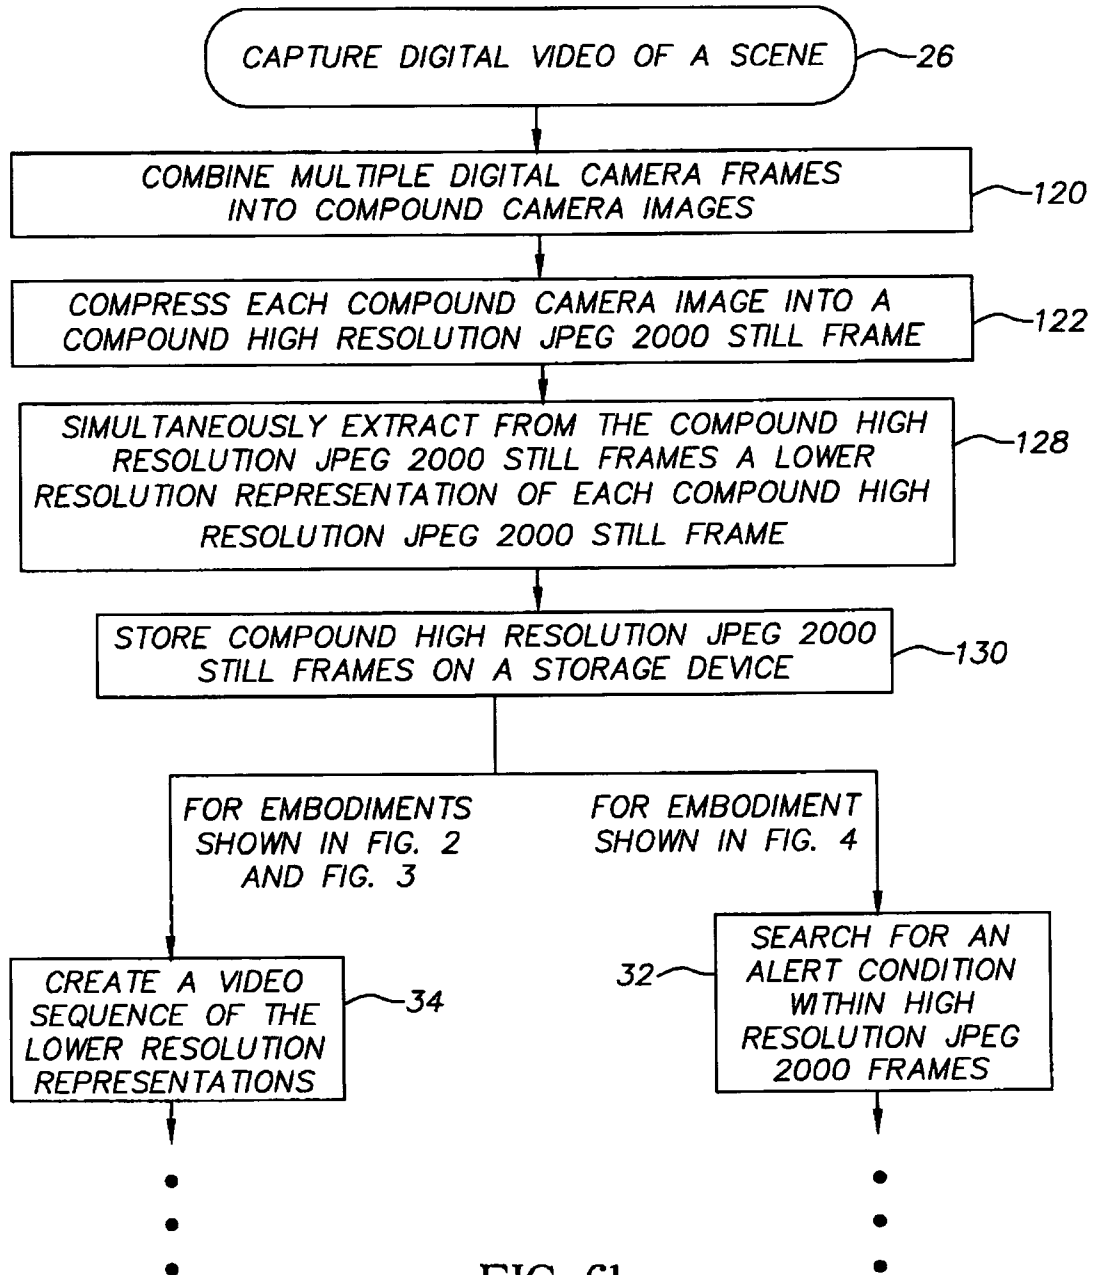 CAPTURE DIGITAL VIDEO OF A SCENE
26
COMBINE MULTIPLE DIGITAL CAMERA FRAMES
INTO COMPOUND CAMERA IMAGES
120
COMPRESS EACH COMPOUND CAMERA IMAGE INTO A
COMPOUND HIGH RESOLUTION JPEG 2000 STILL FRAME
122
SIMULTANEOUSLY EXTRACT FROM THE COMPOUND HIGH
RESOLUTION JPEG 2000 STILL FRAMES A LOWER
RESOLUTION REPRESENTATION OF EACH COMPOUND HIGH
RESOLUTION JPEG 2000 STILL FRAME
128
STORE COMPOUND HIGH RESOLUTION JPEG 2000
STILL FRAMES ON A STORAGE DEVICE
130
FOR EMBODIMENTS
SHOWN IN FIG. 2
AND FIG. 3
FOR EMBODIMENT
SHOWN IN FIG. 4
CREATE A VIDEO
SEQUENCE OF THE
LOWER RESOLUTION
REPRESENTATIONS
34
32
SEARCH FOR AN
ALERT CONDITION
WITHIN HIGH
RESOLUTION JPEG
2000 FRAMES